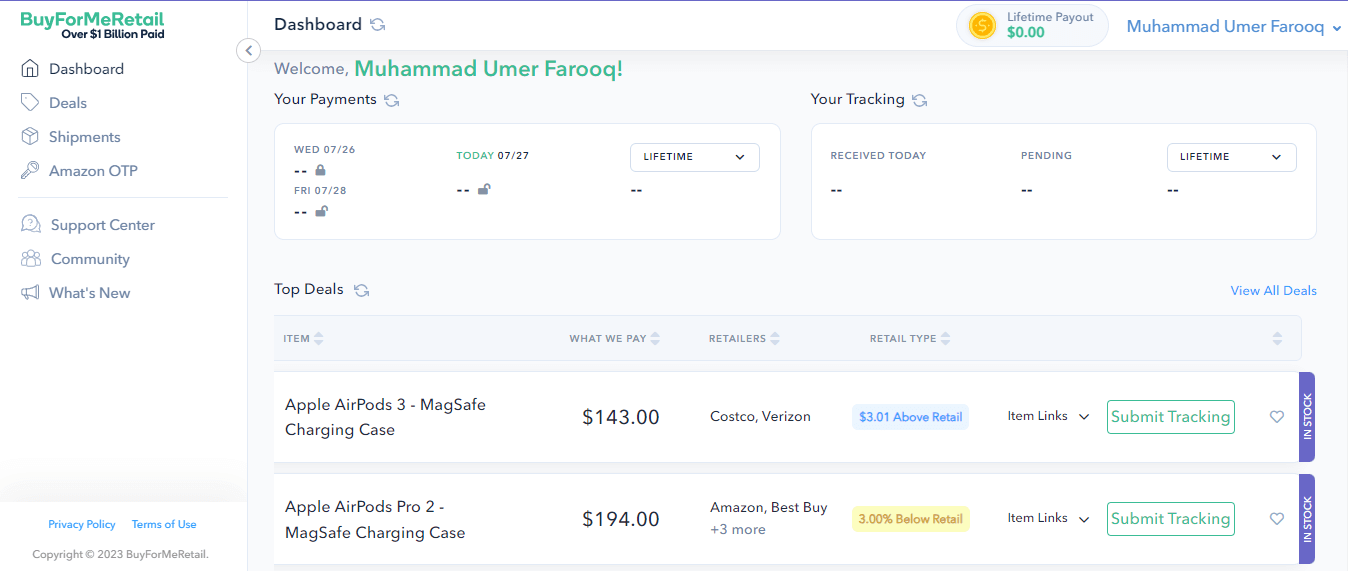 BuyForMeRetail
Over $1 Billion Paid
Dashboard
Deals
Shipments
Amazon OTP
Support Center
Community
What's New
Privacy Policy Terms of Use
Copyright © 2023 BuyForMeRetail.
Dashboard
Lifetime Payout
$0.00
Muhammad Umer Farooq
Welcome, Muhammad Umer Farooq!
Your Payments
WED 07/26
--
FRI 07/28
--
TODAY 07/27
--
LIFETIME
--
Your Tracking
RECEIVED TODAY
--
PENDING
--
LIFETIME
--
Top Deals
View All Deals
ITEM WHAT WE PAY RETAILERS RETAIL TYPE
Apple AirPods 3 - MagSafe
Charging Case
$143.00
Costco, Verizon
$3.01 Above Retail
Item Links
Submit Tracking
IN STOCK
Apple AirPods Pro 2 -
MagSafe Charging Case
$194.00
Amazon, Best Buy
+3 more
3.00% Below Retail
Item Links
Submit Tracking
IN STOCK